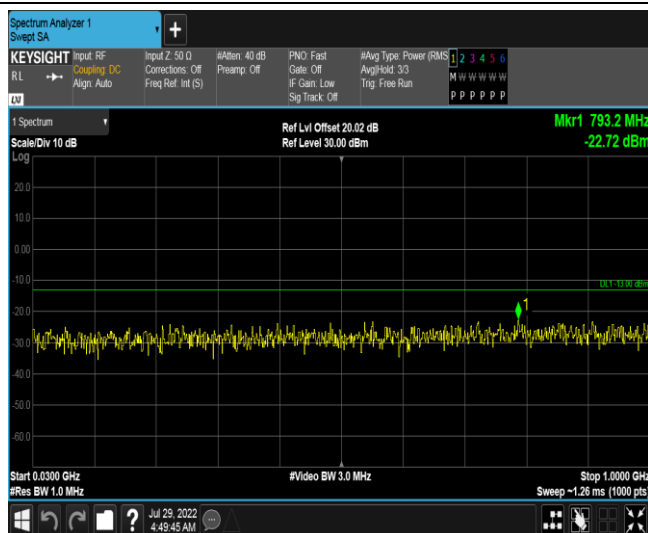 Spectrum Analyzer 1
Swept SA
+
KEYSIGHT
RL
Input: RF
Coupling: DC
Align: Auto
Input Z: 50 Ω
Corrections: Off
Freq Ref: Int (S)
#Atten: 40 dB
Preamp: Off
PNO: Fast
Gate: Off
IF Gain: Low
Sig Track: Off
#Avg Type: Power (RMS
Avg|Hold: 3/3
Trig: Free Run
1 2 3 4 5 6
M W W W W W
P P P P P P
LXI
1 Spectrum
Scale/Div 10 dB
Log
Ref Lvl Offset 20.02 dB
Ref Level 30.00 dBm
Mkr1 793.2 MHz
-22.72 dBm
20.0
10.0
0.00
-10.0
DL1 -13.00 dBm
1
-20.0
-30.0
-40.0
-50.0
-60.0
Start 0.0300 GHz
#Res BW 1.0 MHz
#Video BW 3.0 MHz
Stop 1.0000 GHz
Sweep ~1.26 ms (1000 pts)
?
Jul 29, 2022
4:49:45 AM